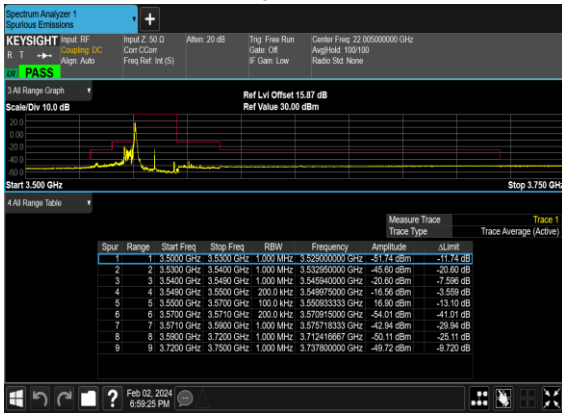 Spectrum Analyzer 1
Spurious Emissions
KEYSIGHT Input: RF Input Z: 50 Ω Atten: 20 dB Trig: Free Run Center Freq: 22.005000000 GHz
R T Coupling: DC Corr CCorr Gate: Off Avg|Hold: 100/100
Align: Auto Freq Ref: Int (S) IF Gain: Low Radio Std: None
PASS
3 All Range Graph Ref Lvl Offset 15.87 dB
Scale/Div 10.0 dB Ref Value 30.00 dBm
20.0
0.00
-20.0
-40.0
-60.0
Start 3.500 GHz Stop 3.750 GHz
4 All Range Table
Measure Trace Trace 1
Trace Type Trace Average (Active)
Spur Range Start Freq Stop Freq RBW Frequency Amplitude ΔLimit
1 1 3.5000 GHz 3.5300 GHz 1.000 MHz 3.529000000 GHz -51.74 dBm -11.74 dB
2 2 3.5300 GHz 3.5400 GHz 1.000 MHz 3.532950000 GHz -45.60 dBm -20.60 dB
3 3 3.5400 GHz 3.5490 GHz 1.000 MHz 3.545940000 GHz -20.60 dBm -7.596 dB
4 4 3.5490 GHz 3.5500 GHz 200.0 kHz 3.549975000 GHz -16.56 dBm -3.559 dB
5 5 3.5500 GHz 3.5700 GHz 100.0 kHz 3.550933333 GHz 16.90 dBm -13.10 dB
6 6 3.5700 GHz 3.5710 GHz 200.0 kHz 3.570915000 GHz -54.01 dBm -41.01 dB
7 7 3.5710 GHz 3.5900 GHz 1.000 MHz 3.575718333 GHz -42.94 dBm -29.94 dB
8 8 3.5900 GHz 3.7200 GHz 1.000 MHz 3.712416667 GHz -50.11 dBm -25.11 dB
9 9 3.7200 GHz 3.7500 GHz 1.000 MHz 3.737800000 GHz -49.72 dBm -9.720 dB
Feb 02, 2024
6:59:25 PM